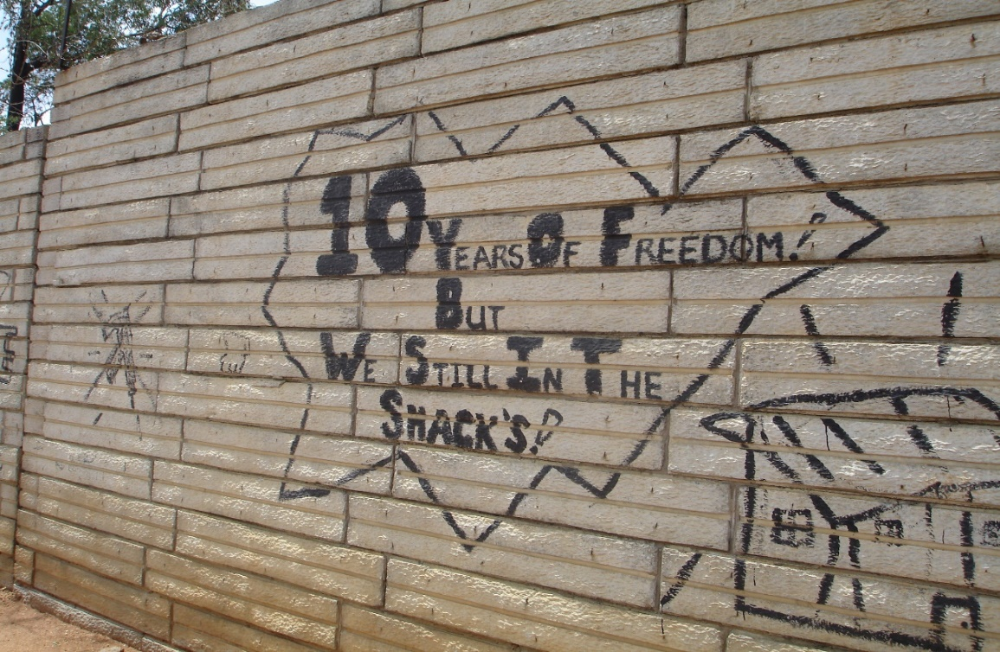 10 YEARS OF FREEDOM!
BUT
WE STILL IN THE
SHACK'S!